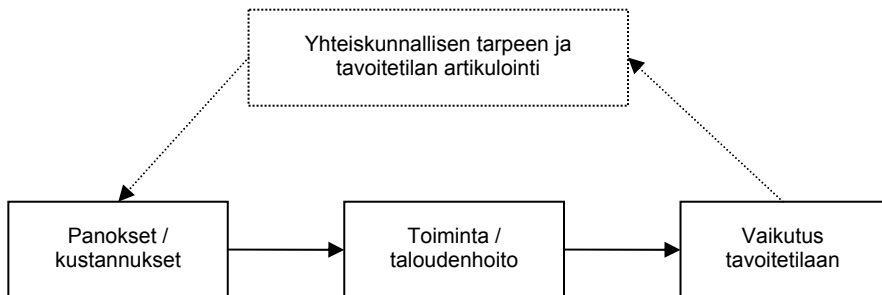 Yhteiskunnallisen tarpeen ja
tavoitetilan artikulointi
Panokset /
kustannukset
Toiminta /
taloudenhoito
Vaikutus
tavoitetilaan